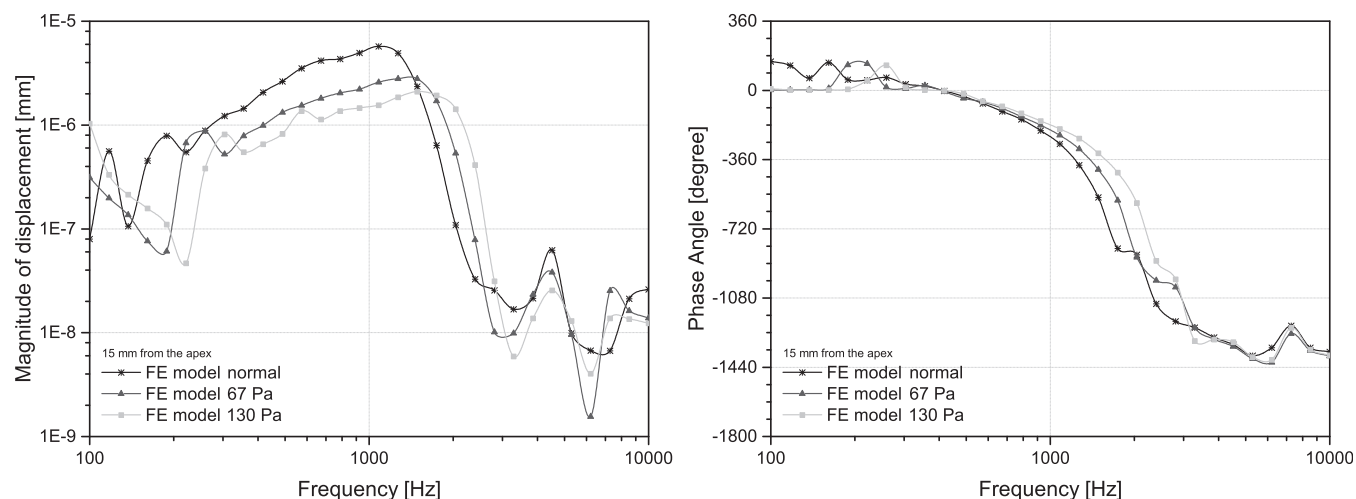 1E-5
1E-6
1E-7
1E-8
1E-9
Magnitude of displacement [mm]
15 mm from the apex
FE model normal
FE model 67 Pa
FE model 130 Pa
100
1000
10000
Frequency [Hz]
360
0
-360
-720
-1080
-1440
-1800
Phase Angle [degree]
15 mm from the apex
FE model normal
FE model 67 Pa
FE model 130 Pa
100
1000
10000
Frequency [Hz]